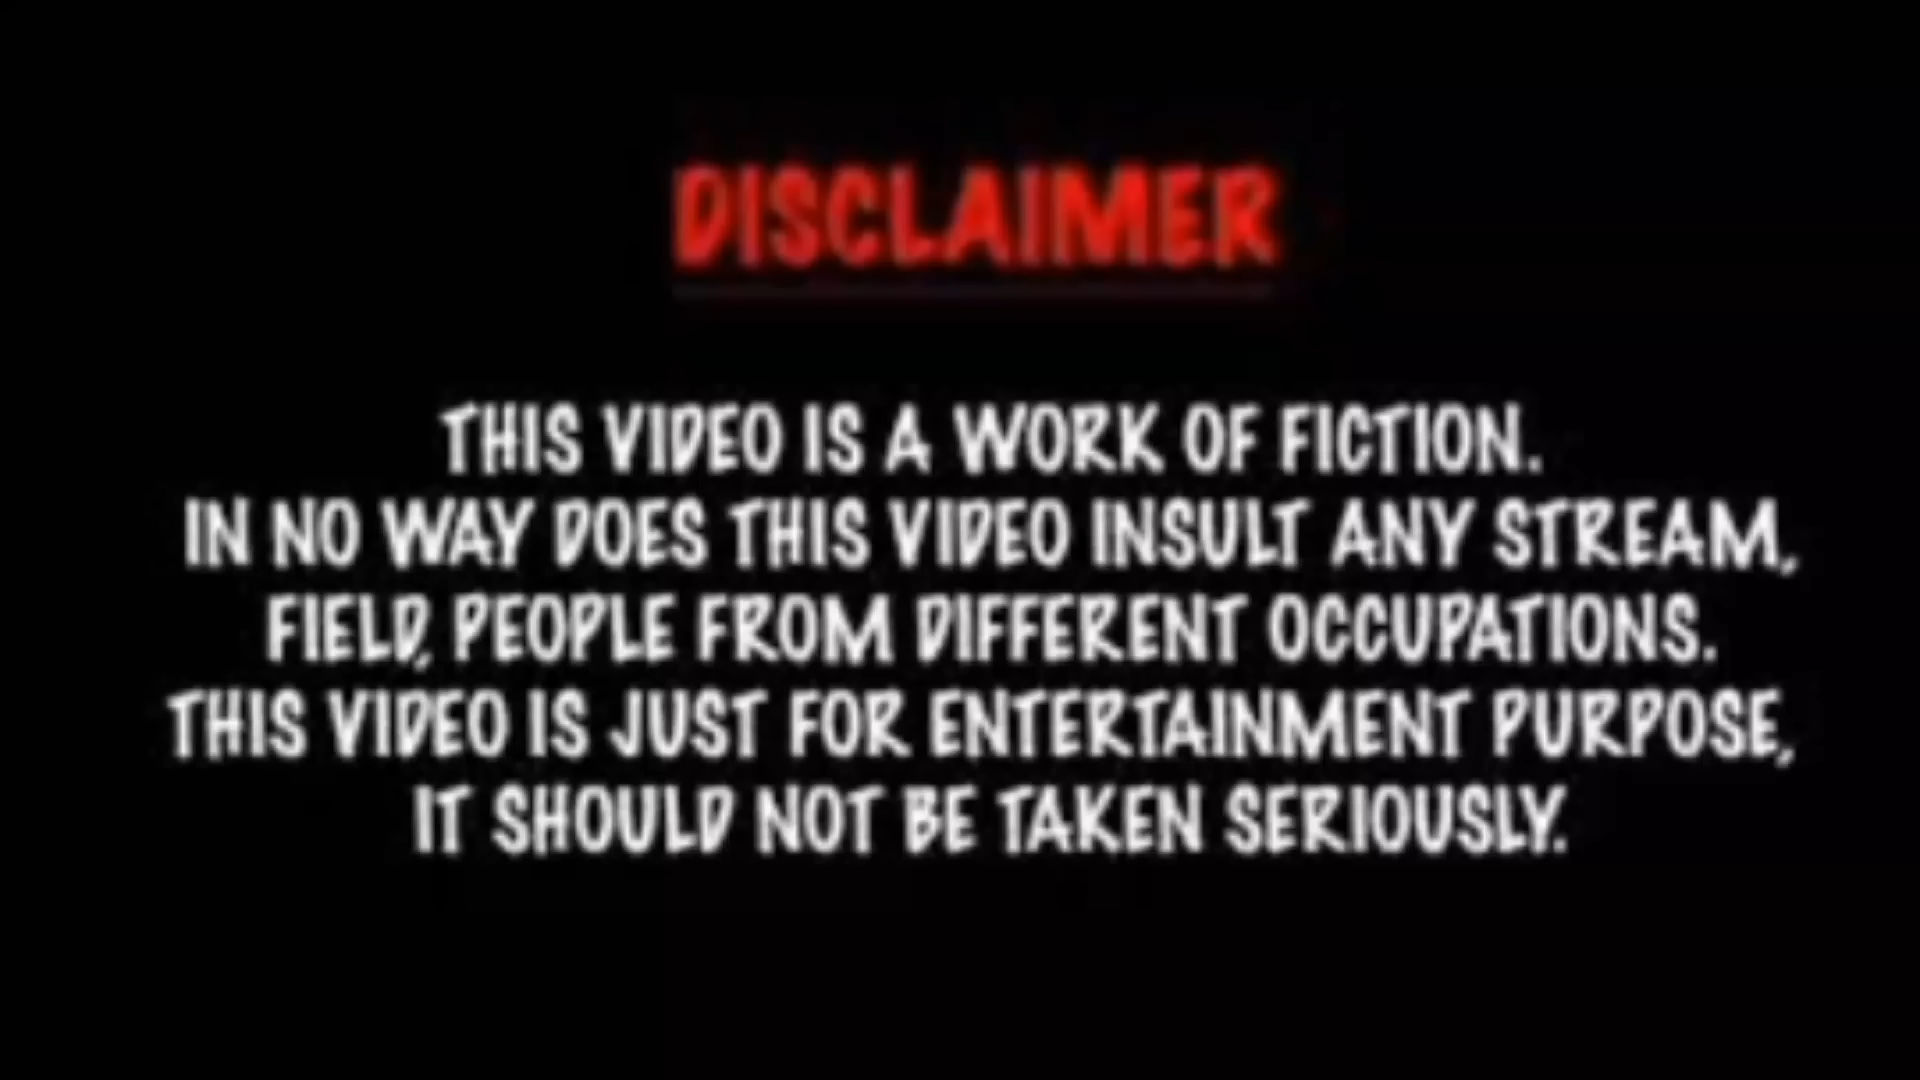 DISCLAIMER
THIS VIDEO IS A WORK OF FICTION.
IN NO WAY DOES THIS VIDEO INSULT ANY STREAM,
FIELD, PEOPLE FROM DIFFERENT OCCUPATIONS.
THIS VIDEO IS JUST FOR ENTERTAINMENT PURPOSE,
IT SHOULD NOT BE TAKEN SERIOUSLY.